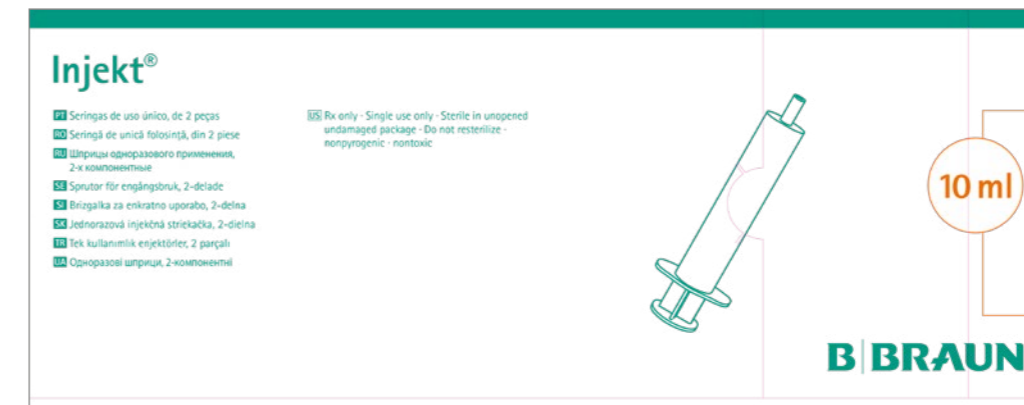 Injekt®
PT Seringas de uso único, de 2 peças
RO Seringă de unică folosință, din 2 piese
RU Шприцы одноразового применения,
2-х компонентные
SE Sprutor för engångsbruk, 2-delade
SI Brizgalka za enkratno uporabo, 2-delna
SK Jednorazová injekčná striekačka, 2-dielna
TR Tek kullanımlık enjektörler, 2 parçalı
UA Одноразові шприци, 2-компонентні
US Rx only · Single use only · Sterile in unopened
undamaged package · Do not resterilize ·
nonpyrogenic · nontoxic
10 ml
B BRAUN